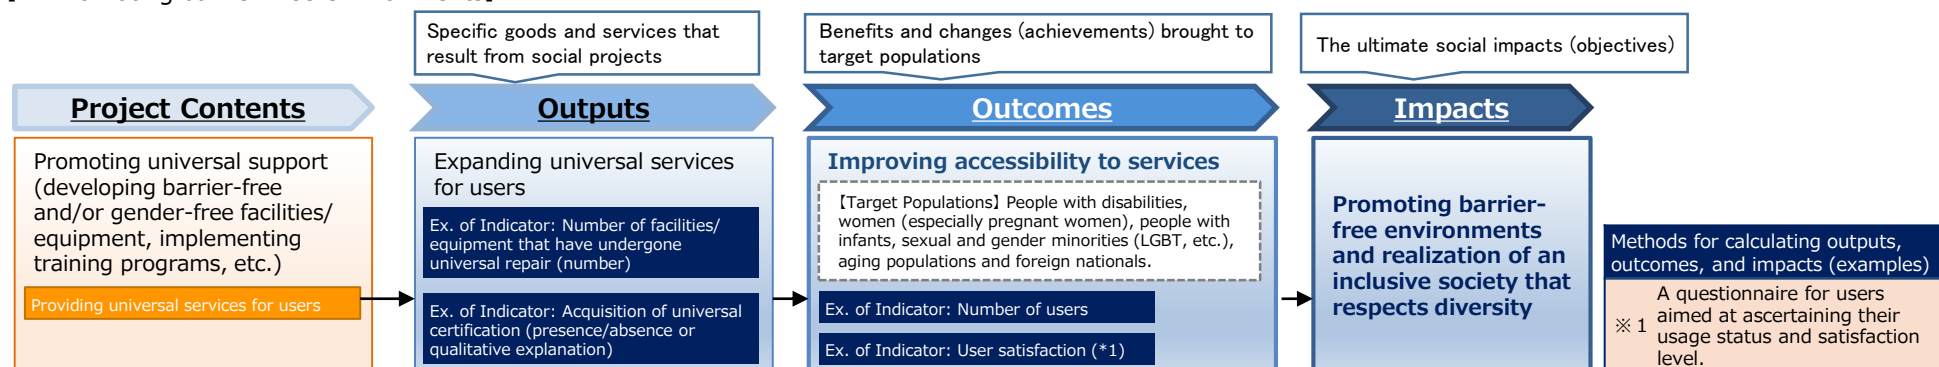 Specific goods and services that
result from social projects
Benefits and changes (achievements) brought to
target populations
The ultimate social impacts (objectives)
Project Contents
Outputs
Outcomes
Impacts
Promoting universal support
(developing barrier-free
and/or gender-free facilities/
equipment, implementing
training programs, etc.)
Providing universal services for users
Expanding universal services
for users
Ex. of Indicator: Number of facilities/
equipment that have undergone
universal repair (number)
Ex. of Indicator: Acquisition of universal
certification (presence/absence or
qualitative explanation)
Improving accessibility to services
【Target Populations】 People with disabilities,
women (especially pregnant women), people with
infants, sexual and gender minorities (LGBT, etc.),
aging populations and foreign nationals.
Ex. of Indicator: Number of users
Ex. of Indicator: User satisfaction (*1)
Promoting barrier-
free environments
and realization of an
inclusive society that
respects diversity
Methods for calculating outputs,
outcomes, and impacts (examples)
※1 A questionnaire for users
aimed at ascertaining their
usage status and satisfaction
level.